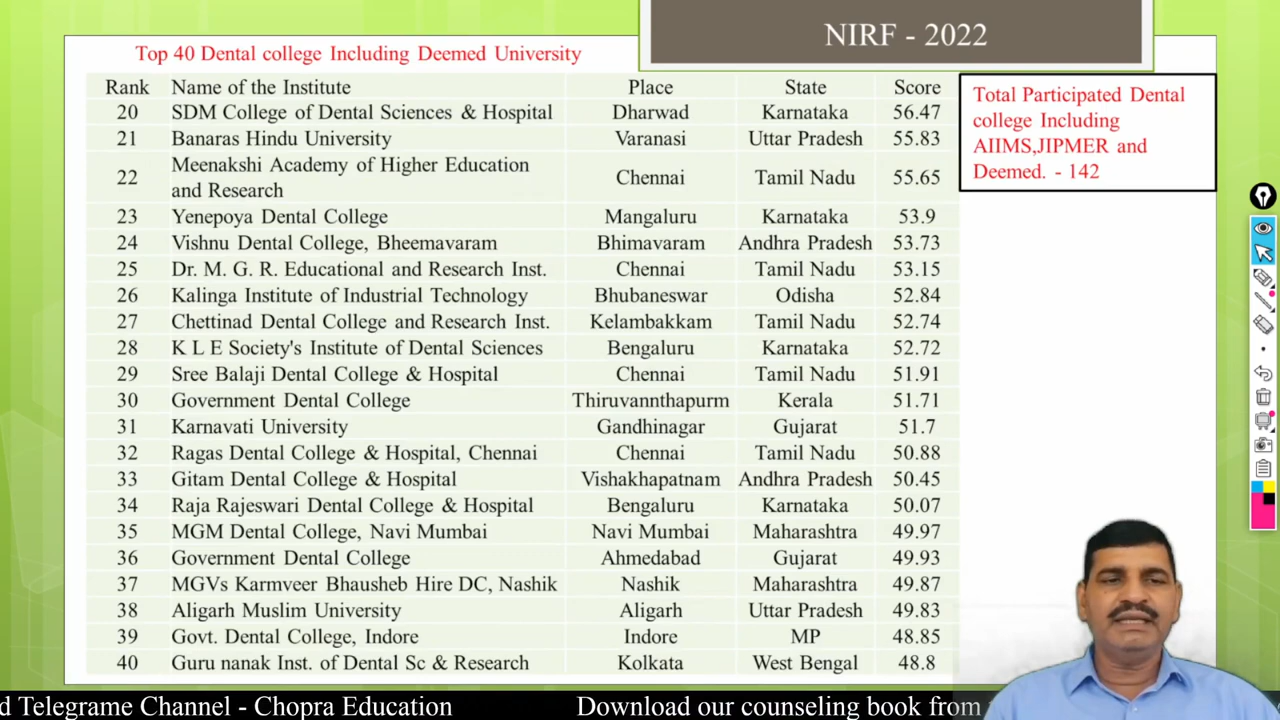 NIRF - 2022
Top 40 Dental college Including Deemed University
Rank Name of the Institute Place State Score
20 SDM College of Dental Sciences & Hospital Dharwad Karnataka 56.47
21 Banaras Hindu University Varanasi Uttar Pradesh 55.83
22 Meenakshi Academy of Higher Education
and Research Chennai Tamil Nadu 55.65
23 Yenepoya Dental College Mangaluru Karnataka 53.9
24 Vishnu Dental College, Bheemavaram Bhimavaram Andhra Pradesh 53.73
25 Dr. M. G. R. Educational and Research Inst. Chennai Tamil Nadu 53.15
26 Kalinga Institute of Industrial Technology Bhubaneswar Odisha 52.84
27 Chettinad Dental College and Research Inst. Kelambakkam Tamil Nadu 52.74
28 K L E Society's Institute of Dental Sciences Bengaluru Karnataka 52.72
29 Sree Balaji Dental College & Hospital Chennai Tamil Nadu 51.91
30 Government Dental College Thiruvannthapurm Kerala 51.71
31 Karnavati University Gandhinagar Gujarat 51.7
32 Ragas Dental College & Hospital, Chennai Chennai Tamil Nadu 50.88
33 Gitam Dental College & Hospital Vishakhapatnam Andhra Pradesh 50.45
34 Raja Rajeswari Dental College & Hospital Bengaluru Karnataka 50.07
35 MGM Dental College, Navi Mumbai Navi Mumbai Maharashtra 49.97
36 Government Dental College Ahmedabad Gujarat 49.93
37 MGVs Karmveer Bhausheb Hire DC, Nashik Nashik Maharashtra 49.87
38 Aligarh Muslim University Aligarh Uttar Pradesh 49.83
39 Govt. Dental College, Indore Indore MP 48.85
40 Guru nanak Inst. of Dental Sc & Research Kolkata West Bengal 48.8
Total Participated Dental
college Including
AIIMS,JIPMER and
Deemed. - 142
d Telegrame Channel - Chopra Education Download our counseling book from